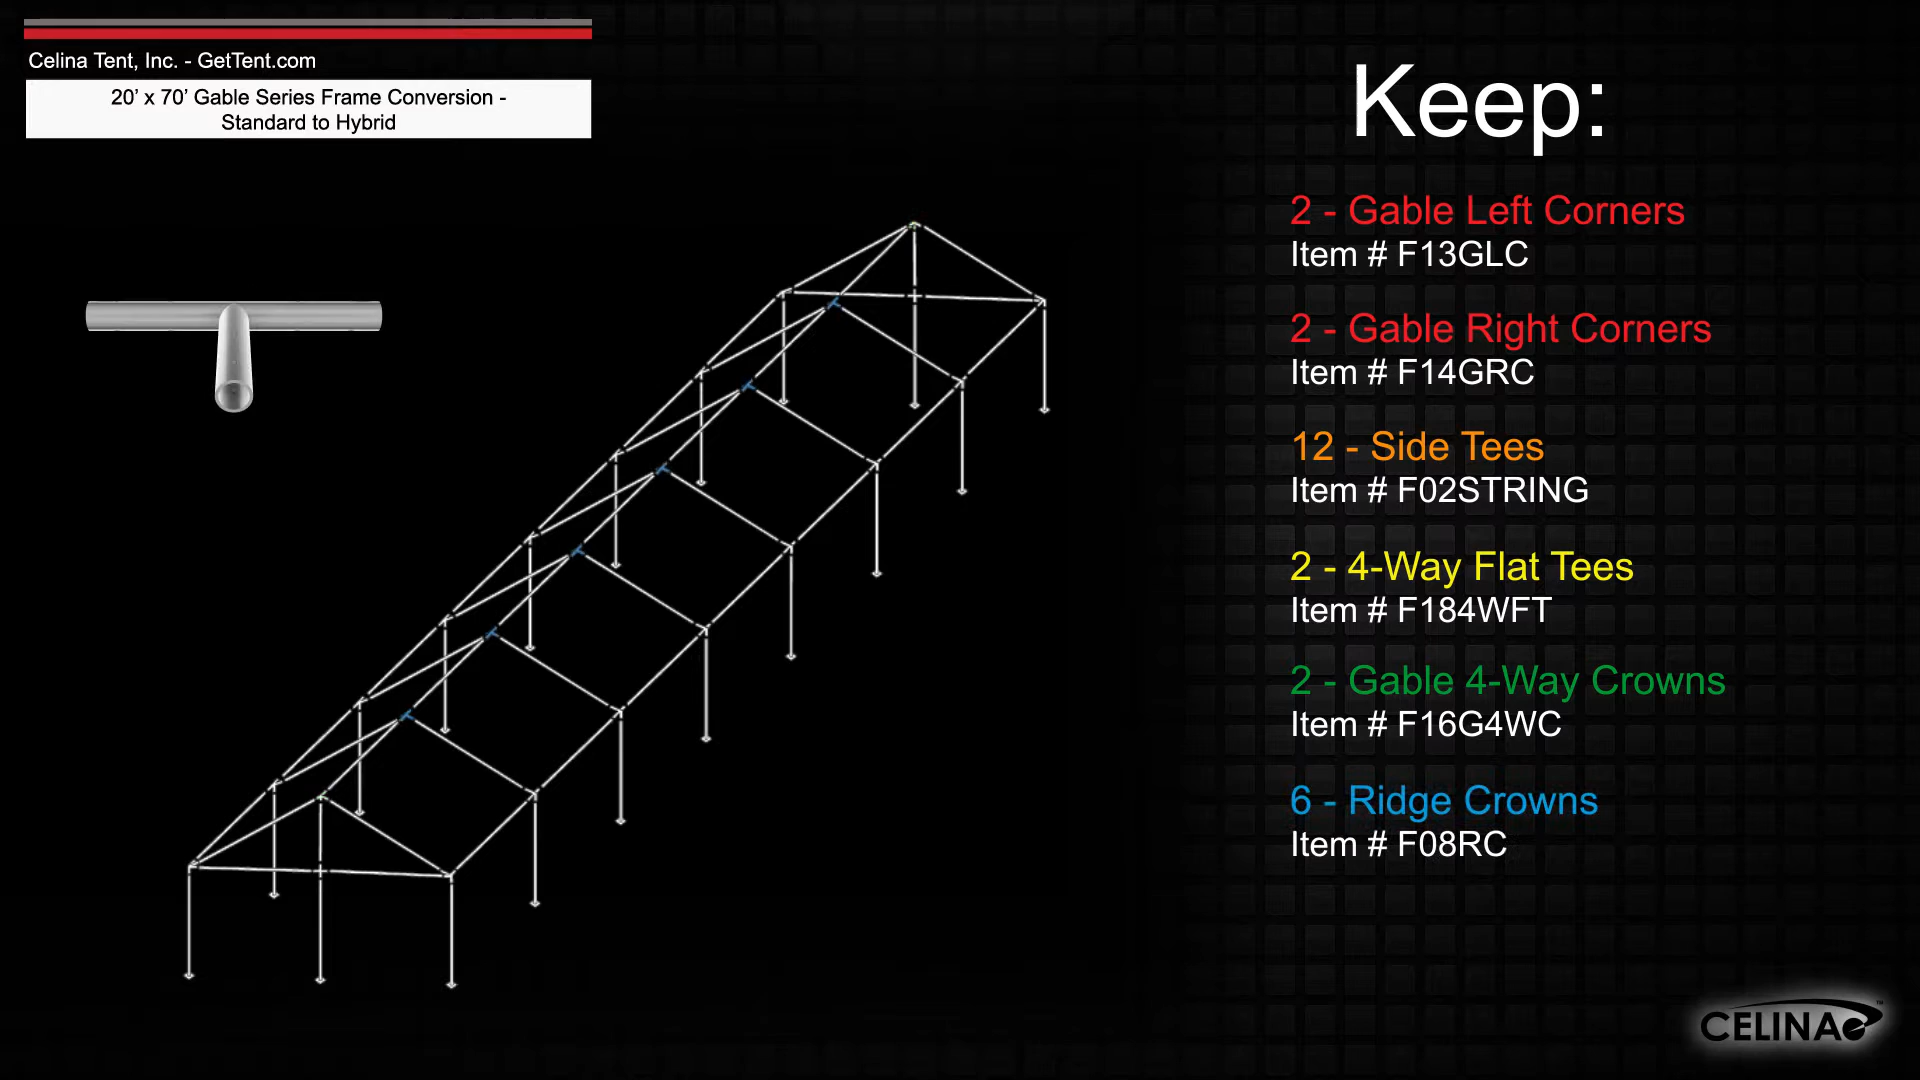 Celina Tent, Inc. - GetTent.com
20’ x 70’ Gable Series Frame Conversion -
Standard to Hybrid
Keep:
2 - Gable Left Corners
Item # F13GLC
2 - Gable Right Corners
Item # F14GRC
12 - Side Tees
Item # F02STRING
2 - 4-Way Flat Tees
Item # F184WFT
2 - Gable 4-Way Crowns
Item # F16G4WC
6 - Ridge Crowns
Item # F08RC
CELINA™